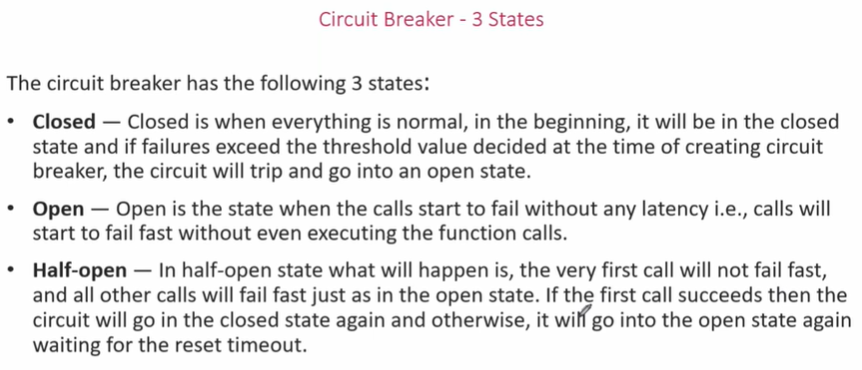 Circuit Breaker - 3 States
The circuit breaker has the following 3 states:
• Closed — Closed is when everything is normal, in the beginning, it will be in the closed
state and if failures exceed the threshold value decided at the time of creating circuit
breaker, the circuit will trip and go into an open state.
• Open — Open is the state when the calls start to fail without any latency i.e., calls will
start to fail fast without even executing the function calls.
• Half-open — In half-open state what will happen is, the very first call will not fail fast,
and all other calls will fail fast just as in the open state. If the first call succeeds then the
circuit will go in the closed state again and otherwise, it will go into the open state again
waiting for the reset timeout.